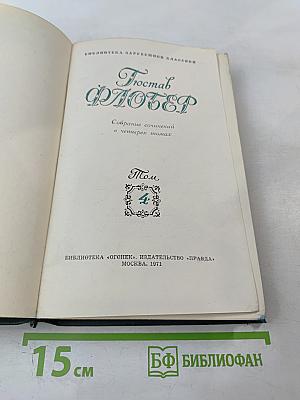 БИБЛИОТЕКА ЗАРУБЕЖНОЙ КЛАССИКИ
Гюстав
ФЛОБЕР
Собрание сочинений
в четырех томах
Том
4
БИБЛИОТЕКА «ОГОНЕК». ИЗДАТЕЛЬСТВО «ПРАВДА»
МОСКВА. 1971
15 см
БФ БИБЛИОФАН